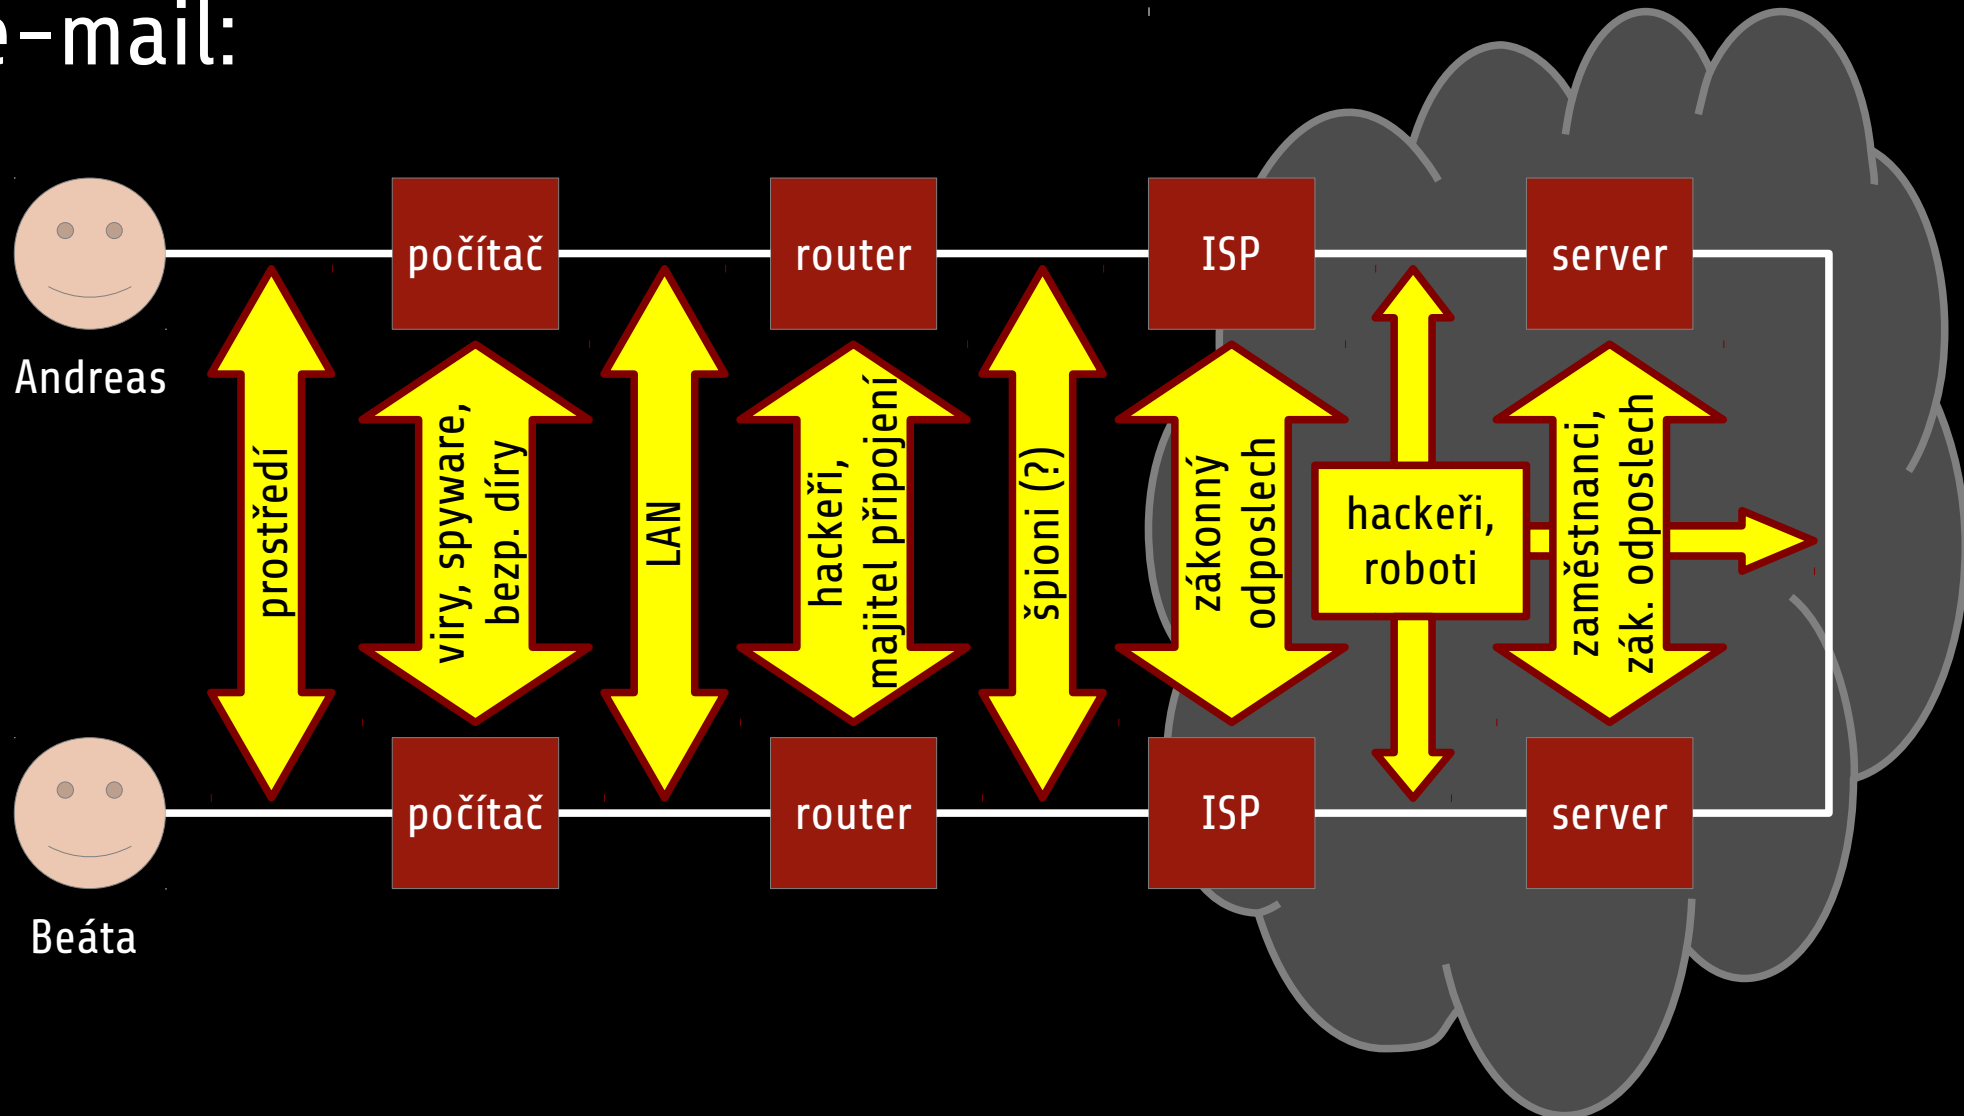 e-mail:
počítač
router
ISP
server
Andreas
prostředí
viry, spyware,
bezp. díry
LAN
hackeři,
majitel připojení
špioni (?)
zákonný
odposlech
hackeři,
roboti
zaměstnanci,
zák. odposlech
počítač
router
ISP
server
Beáta